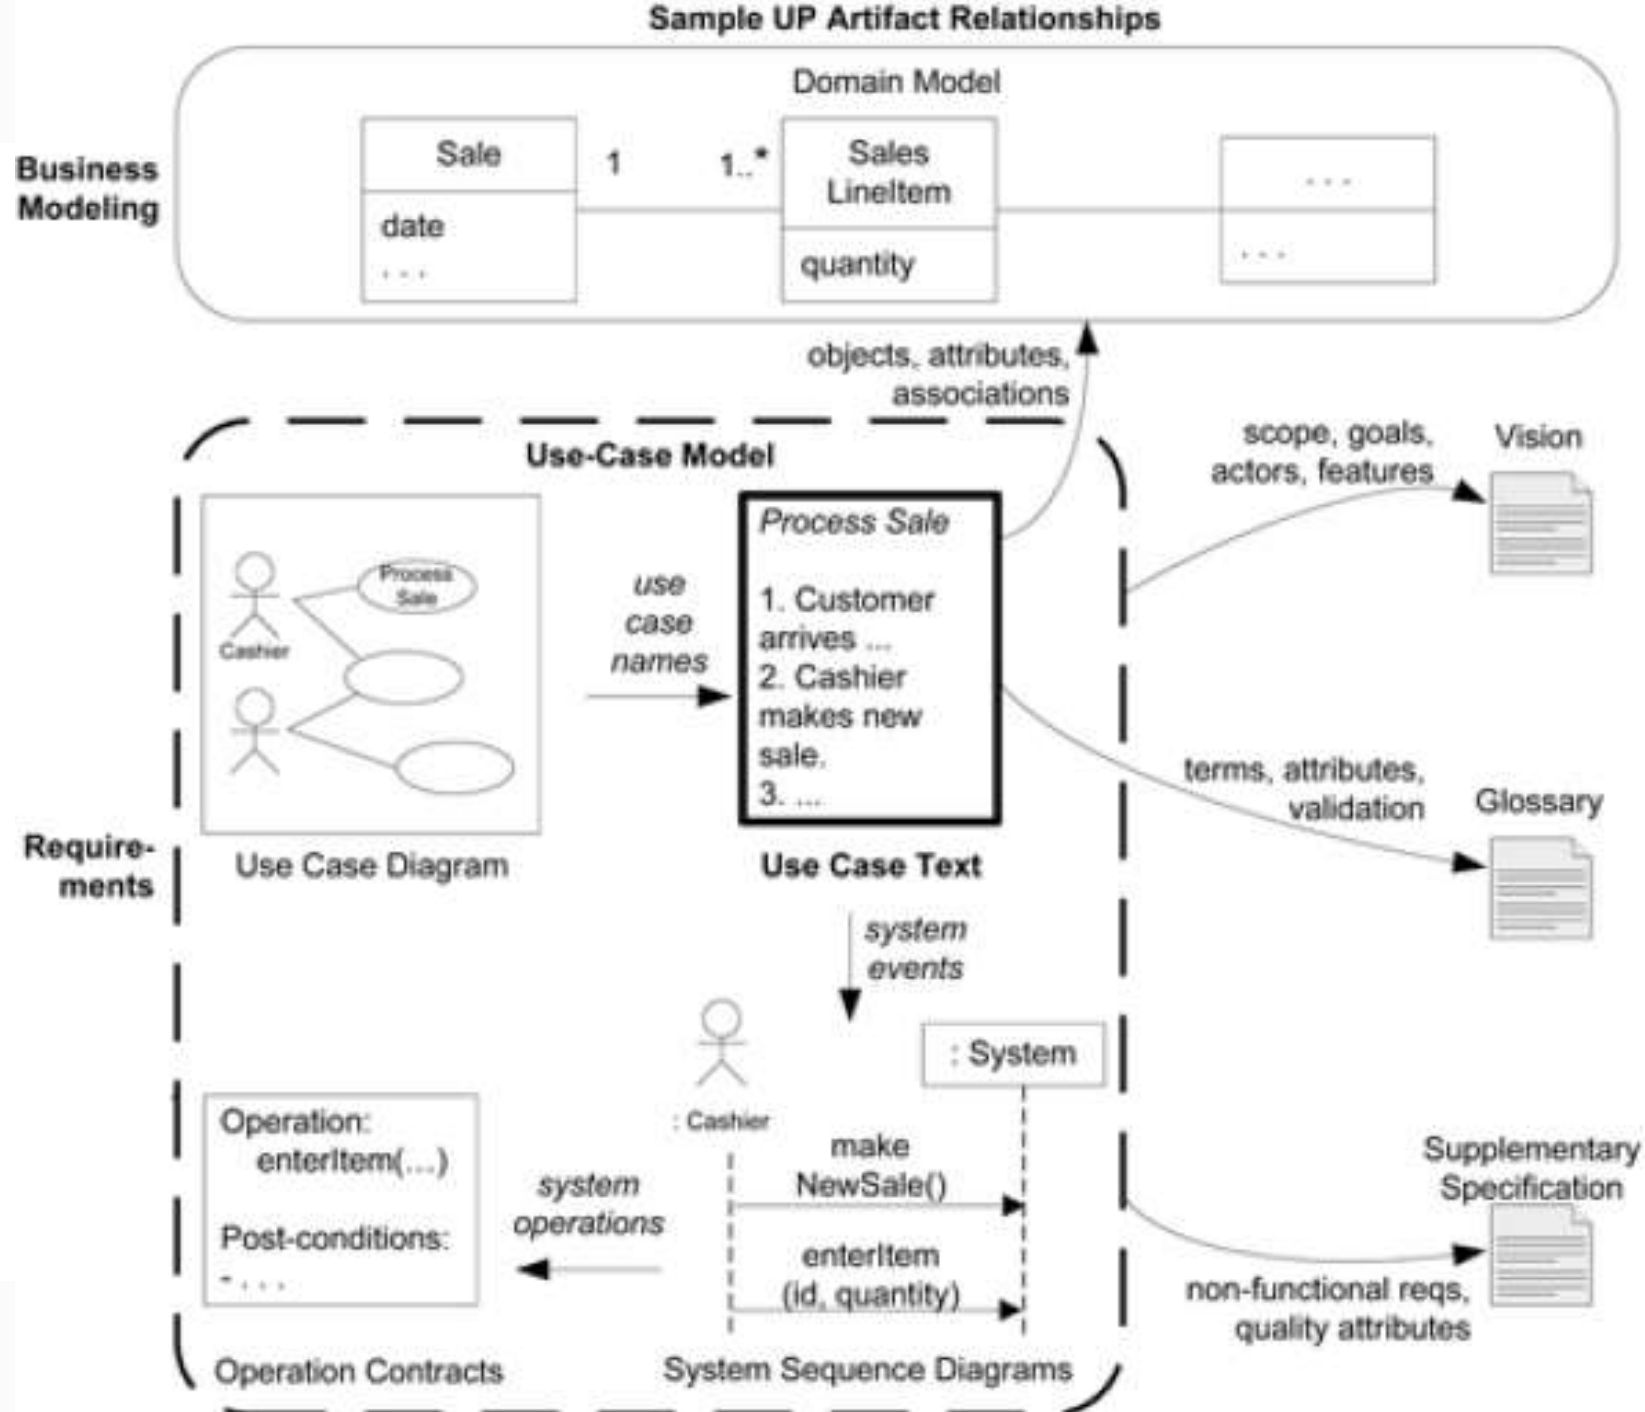 Sample UP Artifact Relationships
Domain Model
Business
Modeling
Sale
date
. . .
1
1..*
Sales
LineItem
quantity
. . .
. . .
objects, attributes,
associations
Require-
ments
Use-Case Model
Process
Sale
Cashier
Use Case Diagram
use
case
names
Process Sale
1. Customer
arrives ...
2. Cashier
makes new
sale.
3. ...
Use Case Text
scope, goals,
actors, features
Vision
terms, attributes,
validation
Glossary
system
events
: Cashier
: System
make
NewSale()
enterItem
(id, quantity)
System Sequence Diagrams
system
operations
Operation:
enterItem(...)
Post-conditions:
- . . .
Operation Contracts
Supplementary
Specification
non-functional reqs,
quality attributes